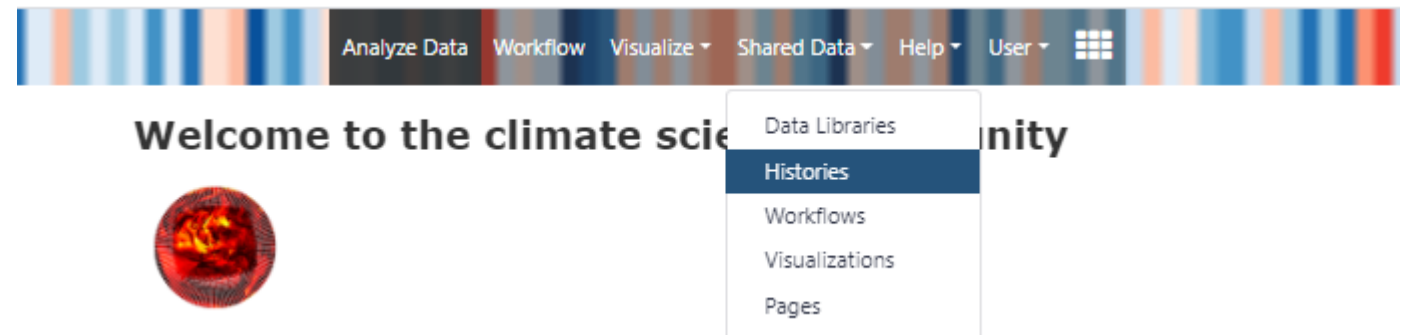 Analyze Data Workflow Visualize Shared Data Help User
Welcome to the climate scie nity
Data Libraries
Histories
Workflows
Visualizations
Pages